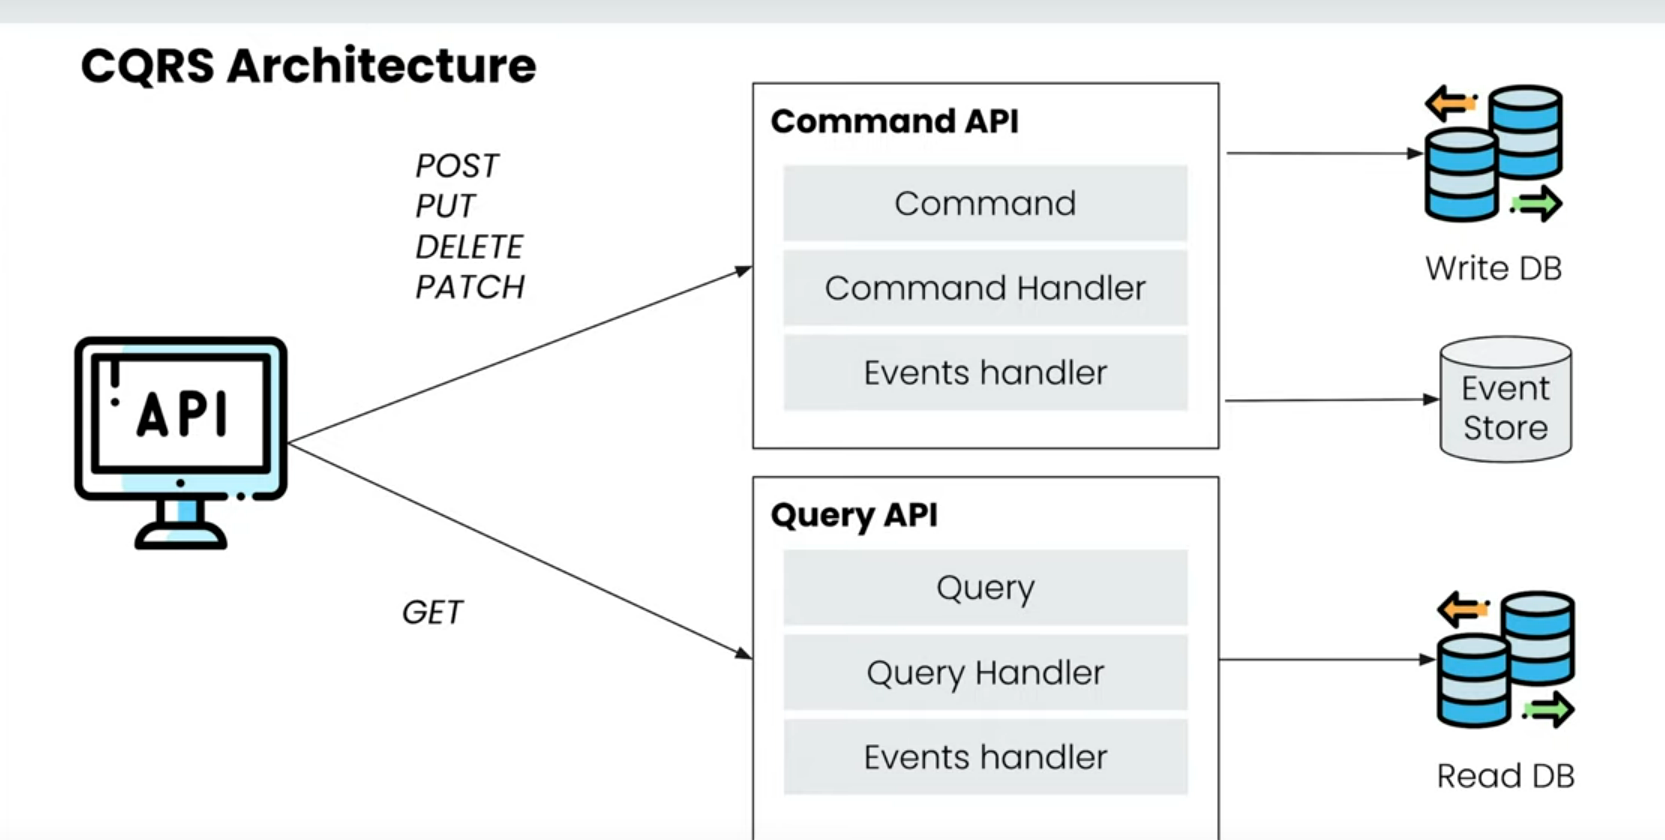 CQRS Architecture
POST
PUT
DELETE
PATCH
API
GET
Command API
Command
Command Handler
Events handler
Query API
Query
Query Handler
Events handler
Write DB
Event
Store
Read DB